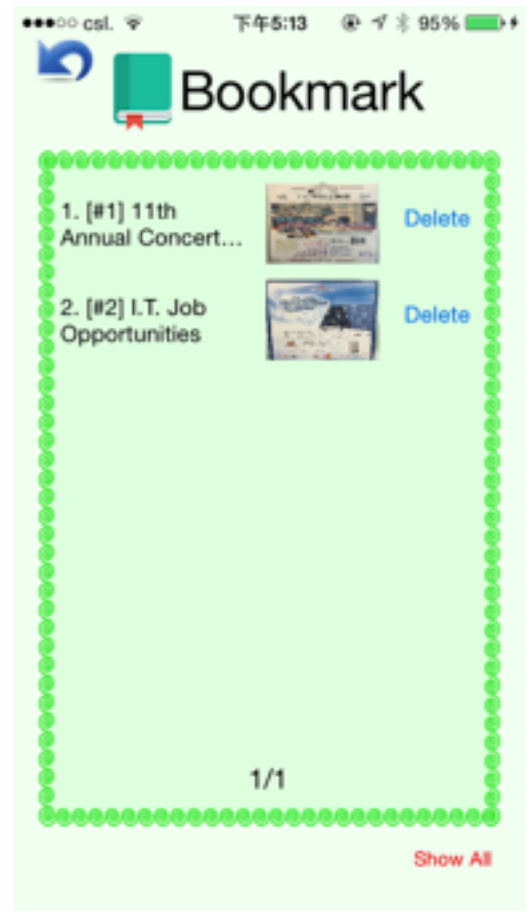 csl. 下午5:13 95%
Bookmark
1. [#1] 11th
Annual Concert...
Delete
2. [#2] I.T. Job
Opportunities
Delete
1/1
Show All